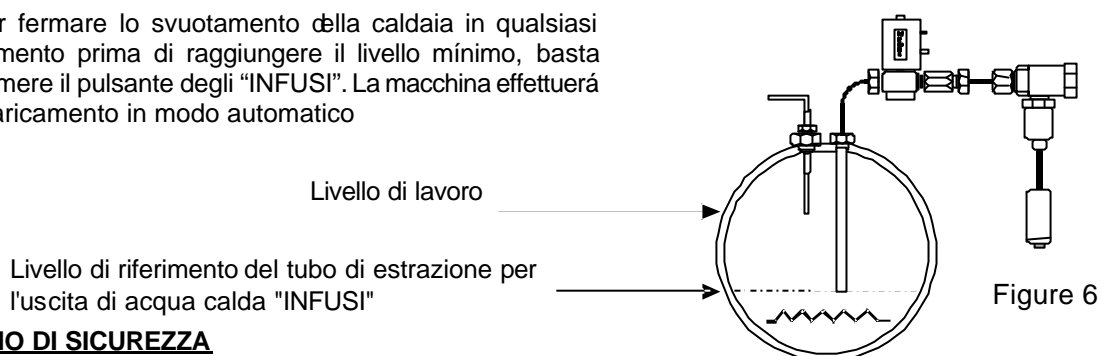 r fermare lo svuotamento della caldaia in qualsiasi
mento prima di raggiungere il livello mínimo, basta
mere il pulsante degli “INFUSI”. La macchina effettuerá
aricamento in modo automatico
Livello di lavoro
Livello di riferimento del tubo di estrazione per
l'uscita di acqua calda "INFUSI"
Figure 6
NO DI SICUREZZA